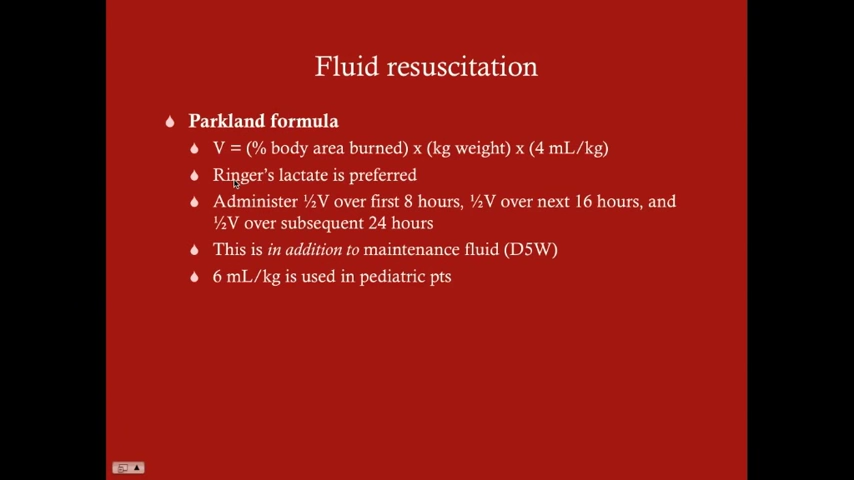 Fluid resuscitation
Parkland formula
V = (% body area burned) x (kg weight) x (4 mL/kg)
Ringer's lactate is preferred
Administer ½V over first 8 hours, ½V over next 16 hours, and
½V over subsequent 24 hours
This is in addition to maintenance fluid (D5W)
6 mL/kg is used in pediatric pts